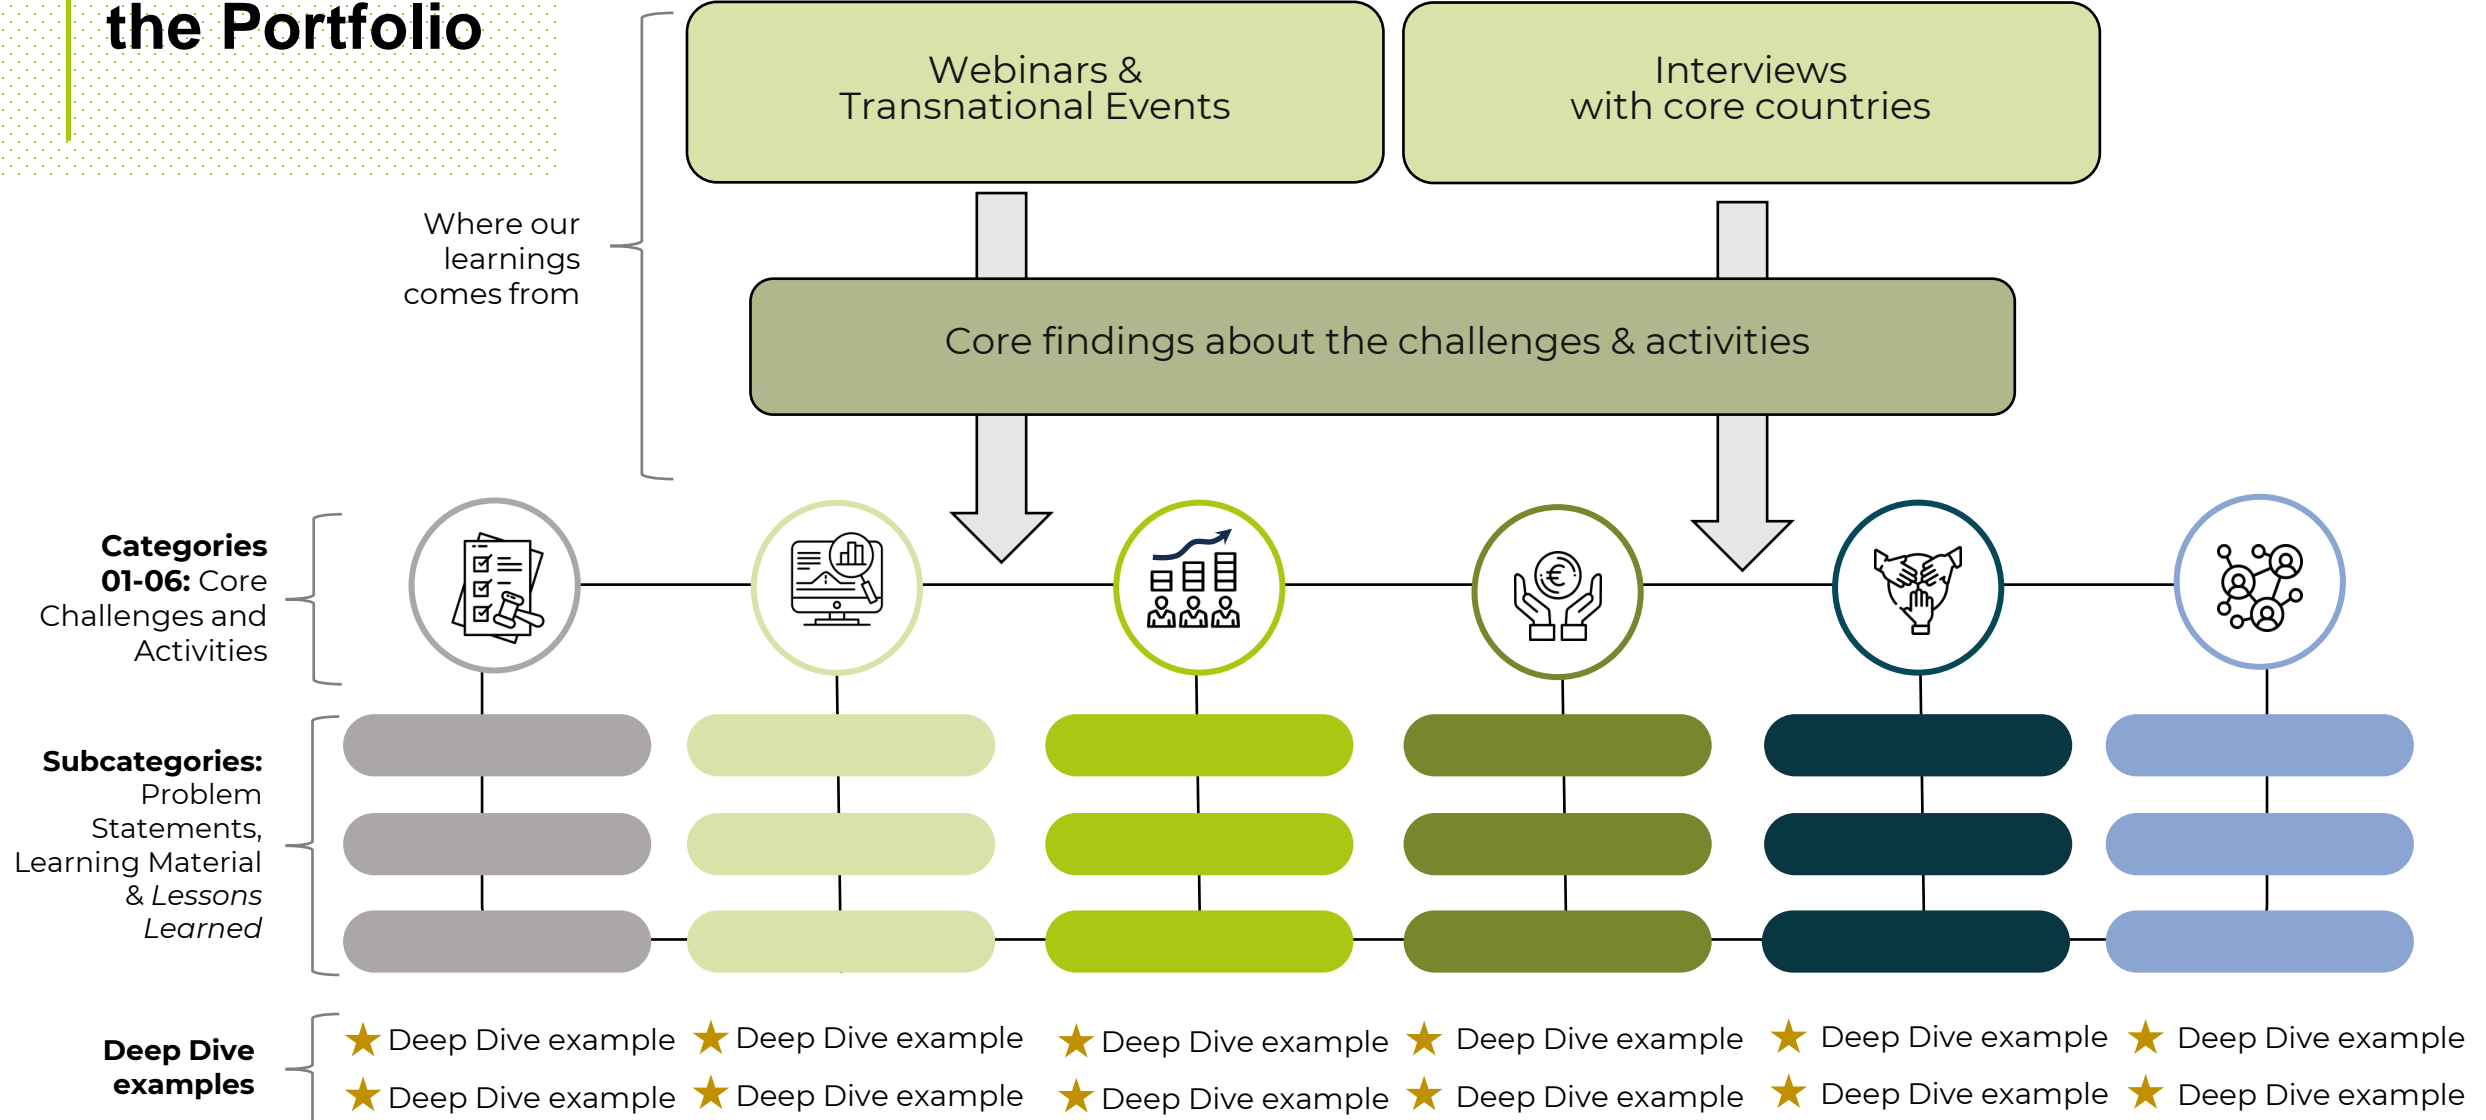 the Portfolio
Webinars &
Transnational Events
Interviews
with core countries
Where our
learnings
comes from
Core findings about the challenges & activities
Categories
01-06: Core
Challenges and
Activities
Subcategories:
Problem
Statements,
Learning Material
& Lessons
Learned
Deep Dive
examples
Deep Dive example
Deep Dive example
Deep Dive example
Deep Dive example
Deep Dive example
Deep Dive example
Deep Dive example
Deep Dive example
Deep Dive example
Deep Dive example
Deep Dive example
Deep Dive example